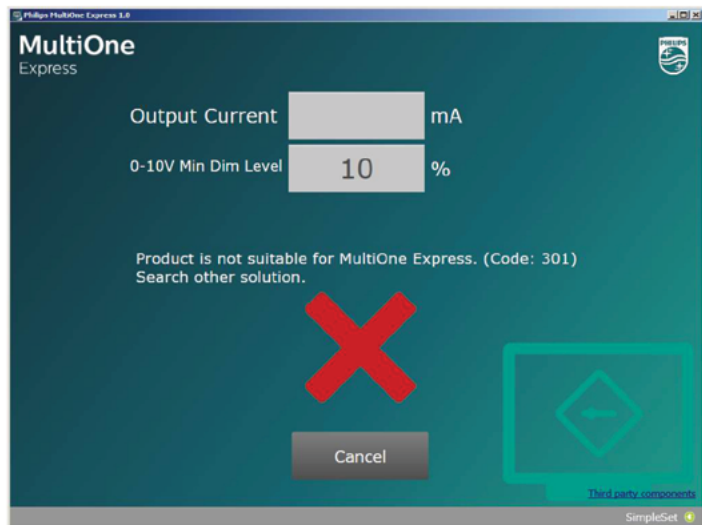 Philips MultiOne Express 1.0
MultiOne
Express
PHILIPS
Output Current mA
0-10V Min Dim Level 10 %
Product is not suitable for MultiOne Express. (Code: 301)
Search other solution.
Cancel
Third party components
SimpleSet